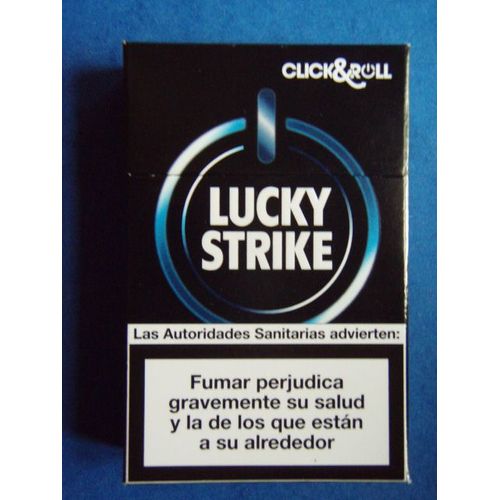 CLICK&ROLL
LUCKY
STRIKE
Las Autoridades Sanitarias advierten:
Fumar perjudica
gravemente su salud
y la de los que están
a su alrededor